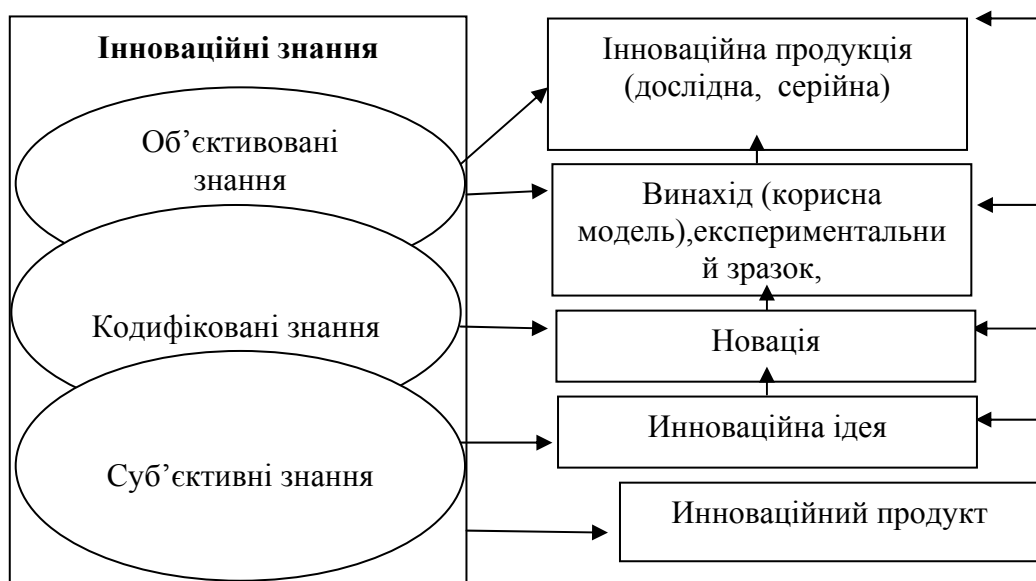 Інноваційні знання
Об’єктивовані
знання
Кодифіковані знання
Суб’єктивні знання
Інноваційна продукція
(дослідна, серійна)
Винахід (корисна
модель),експериментальни
й зразок,
Новація
Инноваційна ідея
Инноваційний продукт